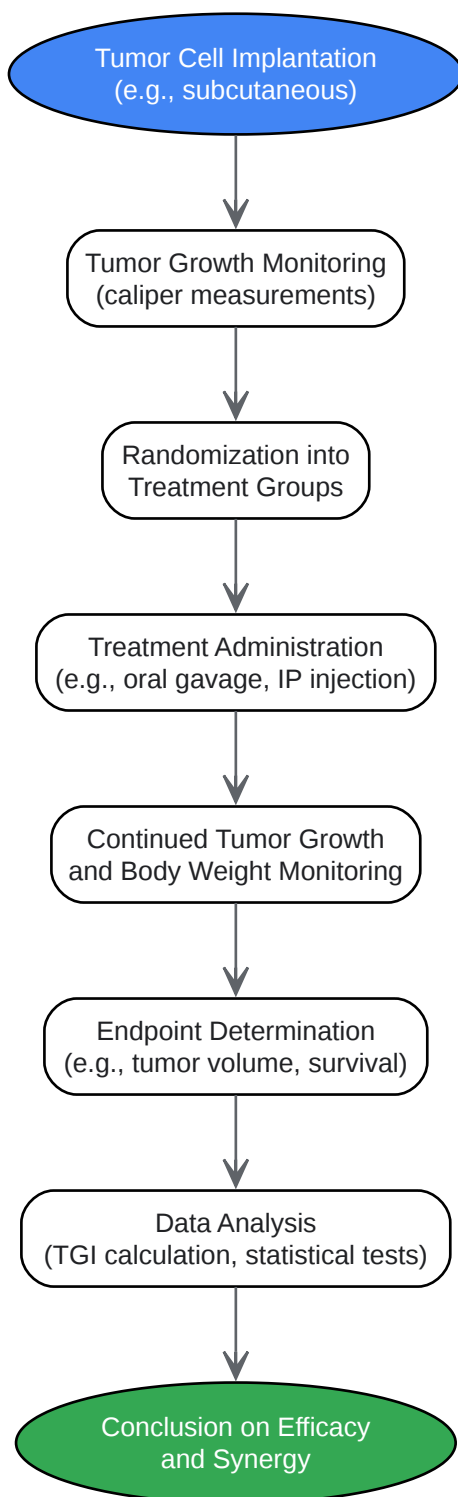 Tumor Cell Implantation
(e.g., subcutaneous)
Tumor Growth Monitoring
(caliper measurements)
Randomization into
Treatment Groups
Treatment Administration
(e.g., oral gavage, IP injection)
Continued Tumor Growth
and Body Weight Monitoring
Endpoint Determination
(e.g., tumor volume, survival)
Data Analysis
(TGI calculation, statistical tests)
Conclusion on Efficacy
and Synergy